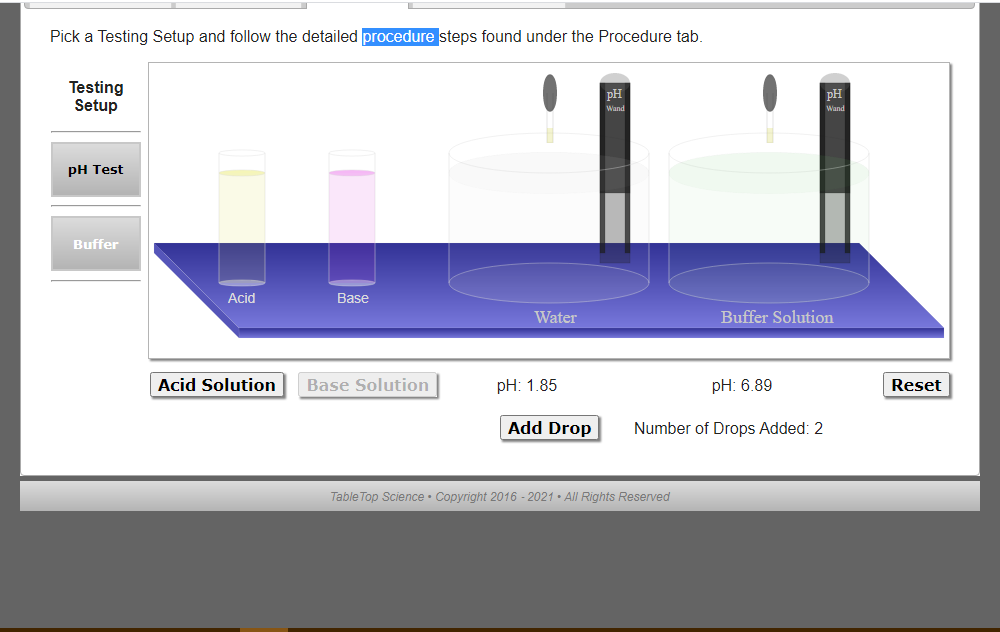 Pick a Testing Setup and follow the detailed procedure steps found under the Procedure tab.
Testing
Setup
pH Test
Buffer
pH
Wand
pH
Wand
Acid
Base
Water
Buffer Solution
Acid Solution
Base Solution
pH: 1.85
pH: 6.89
Reset
Add Drop
Number of Drops Added: 2
TableTop Science • Copyright 2016 - 2021 • All Rights Reserved